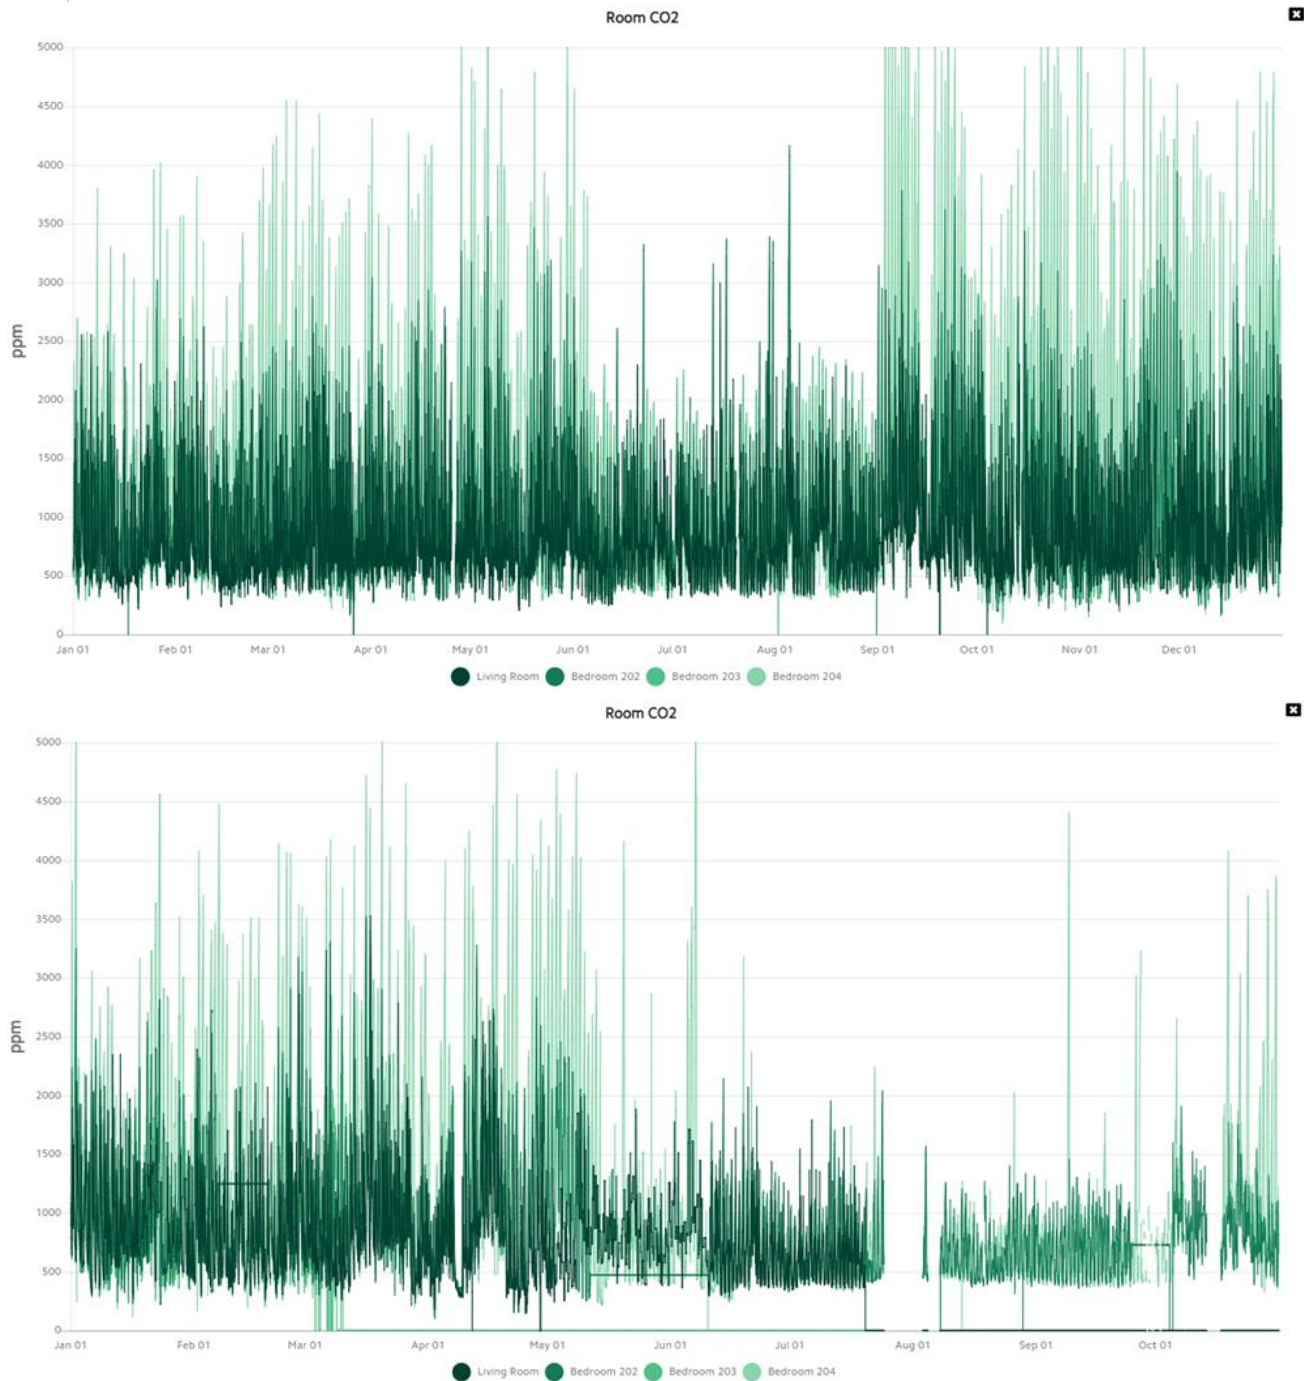 Room CO2
5000
4500
4000
3500
3000
2500
2000
1500
1000
500
0
ppm
Jan 01 Feb 01 Mar 01 Apr 01 May 01 Jun 01 Jul 01 Aug 01 Sep 01 Oct 01 Nov 01 Dec 01
Living Room Bedroom 202 Bedroom 203 Bedroom 204
Room CO2
5000
4500
4000
3500
3000
2500
2000
1500
1000
500
0
ppm
Jan 01 Feb 01 Mar 01 Apr 01 May 01 Jun 01 Jul 01 Aug 01 Sep 01 Oct 01
Living Room Bedroom 202 Bedroom 203 Bedroom 204